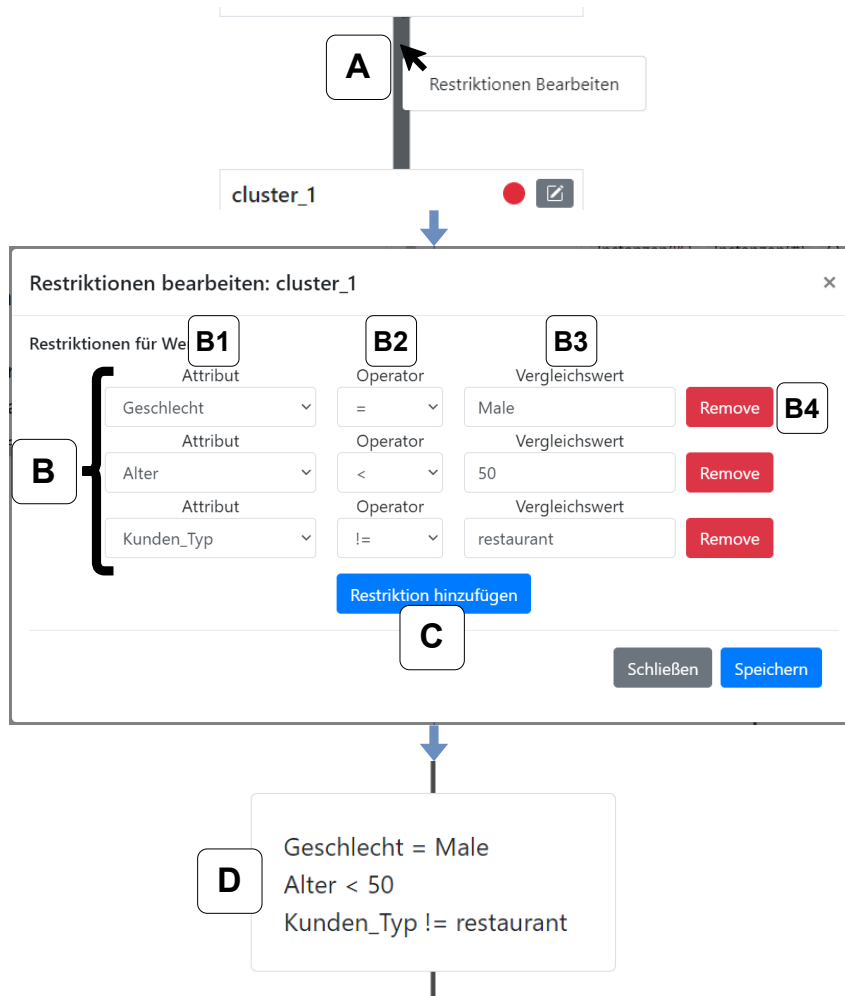 A
Restriktionen Bearbeiten
cluster_1
Restriktionen bearbeiten: cluster_1 ×
Restriktionen für We
B1 B2 B3
Attribut Operator Vergleichswert
Geschlecht = Male Remove B4
Attribut Operator Vergleichswert
B Alter < 50 Remove
Attribut Operator Vergleichswert
Kunden_Typ != restaurant Remove
Restriktion hinzufügen
C
Schließen Speichern
Geschlecht = Male
D Alter < 50
Kunden_Typ != restaurant